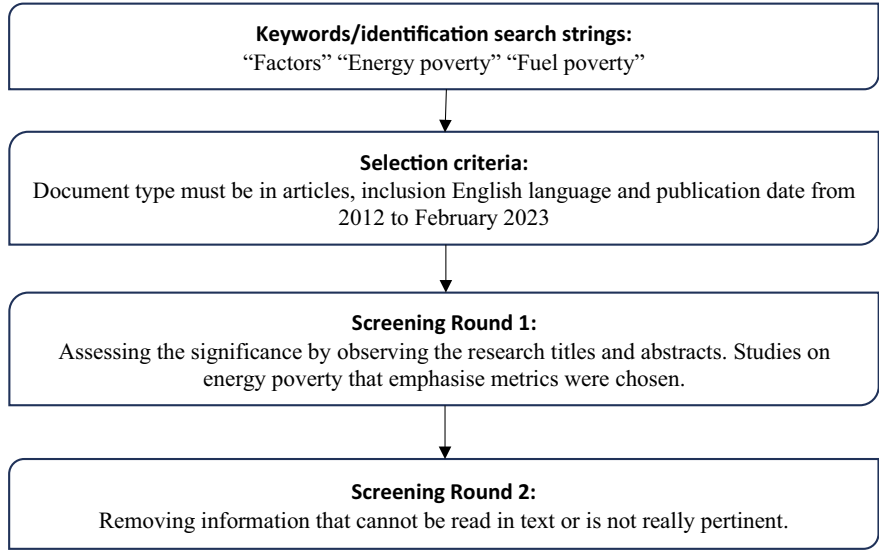 Keywords/identification search strings:
“Factors” “Energy poverty” “Fuel poverty”
Selection criteria:
Document type must be in articles, inclusion English language and publication date from
2012 to February 2023
Screening Round 1:
Assessing the significance by observing the research titles and abstracts. Studies on
energy poverty that emphasise metrics were chosen.
Screening Round 2:
Removing information that cannot be read in text or is not really pertinent.